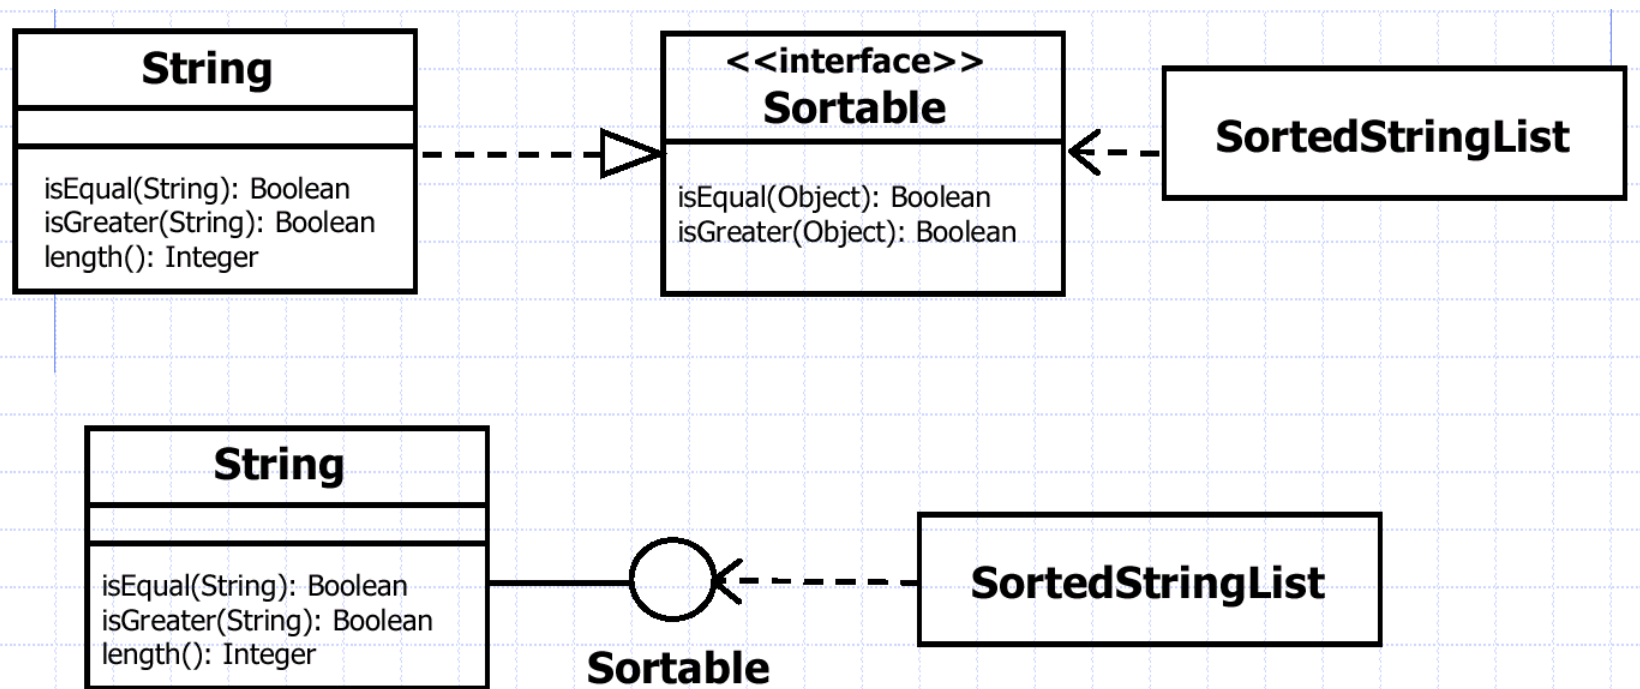 String
isEqual(String): Boolean
isGreater(String): Boolean
length(): Integer
<<interface>>
Sortable
isEqual(Object): Boolean
isGreater(Object): Boolean
SortedStringList
String
isEqual(String): Boolean
isGreater(String): Boolean
length(): Integer
Sortable
SortedStringList